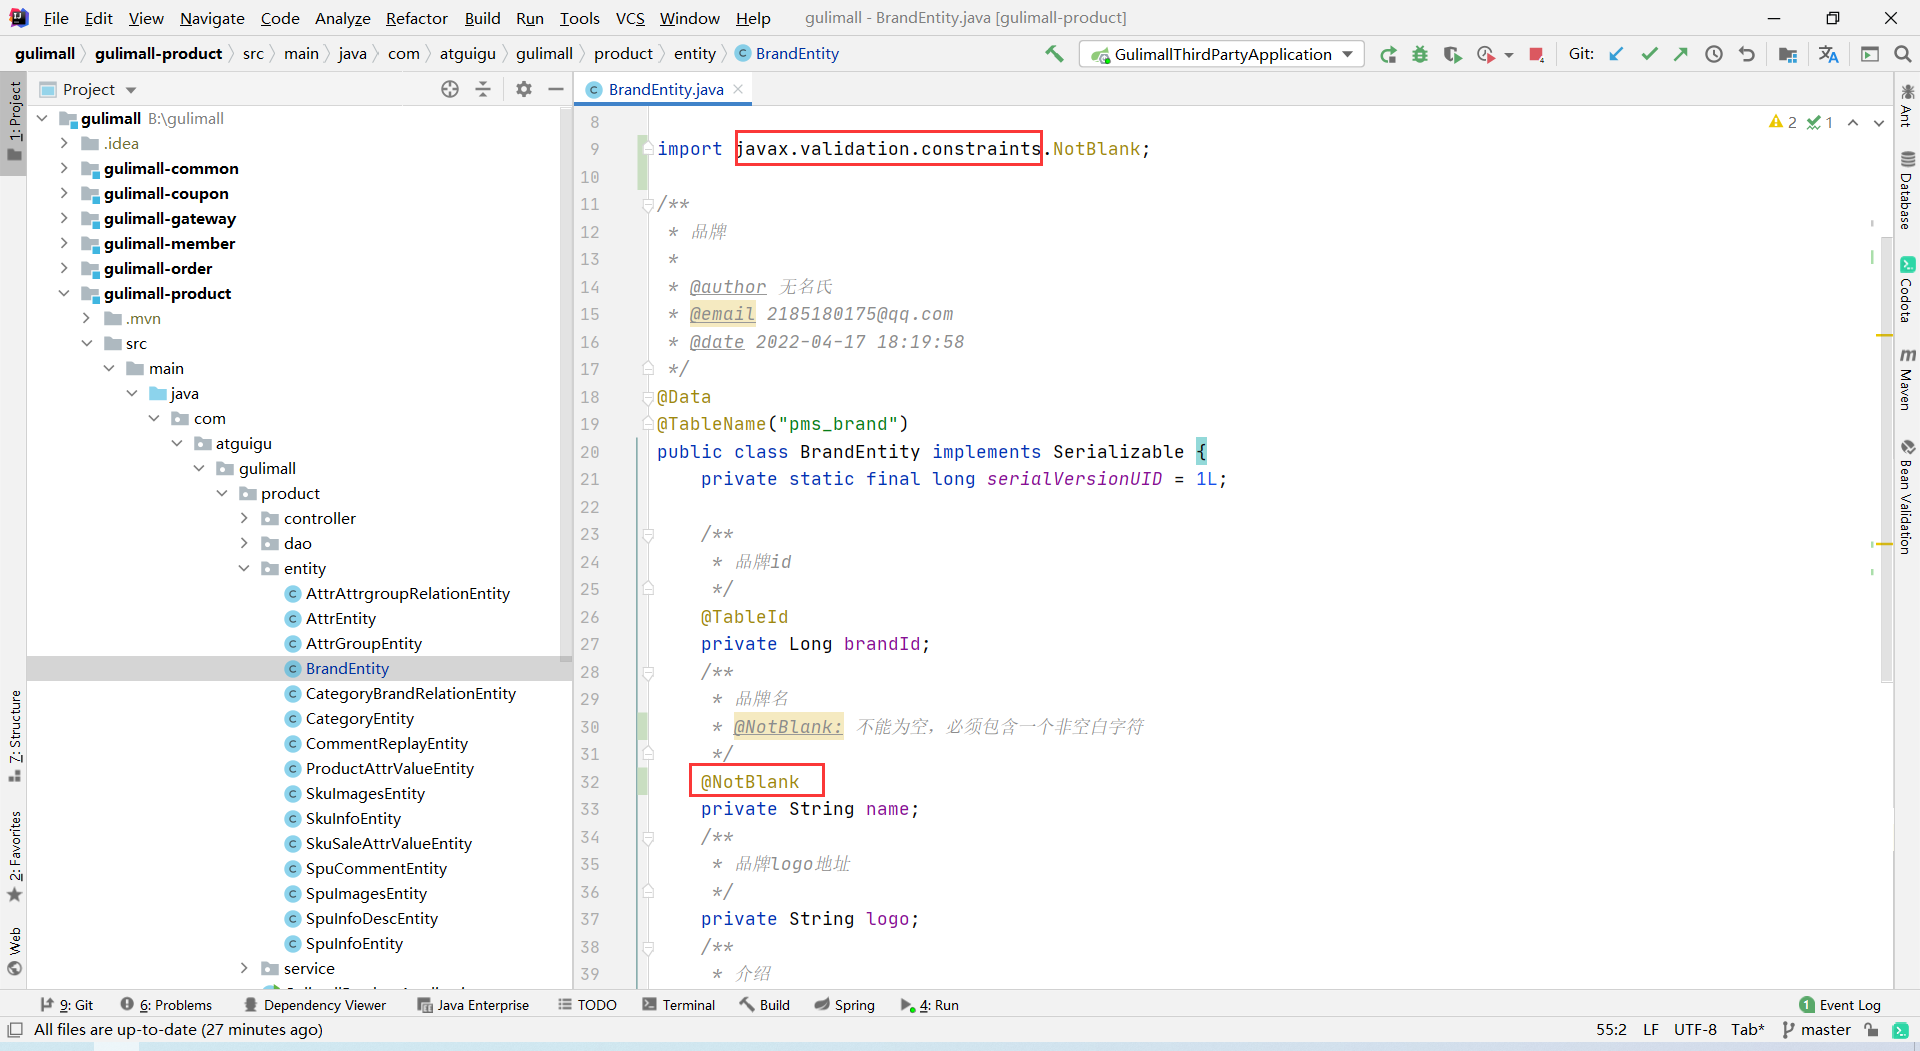 File Edit View Navigate Code Analyze Refactor Build Run Tools VCS Window Help gulimall - BrandEntity.java [gulimall-product]
gulimall gulimall-product src main java com atguigu gulimall product entity BrandEntity GulimallThirdPartyApplication Git:
Project BrandEntity.java
1: Project
7: Structure
2: Favorites
Web
gulimall B:\gulimall
.idea
gulimall-common
gulimall-coupon
gulimall-gateway
gulimall-member
gulimall-order
gulimall-product
.mvn
src
main
java
com
atguigu
gulimall
product
controller
dao
entity
AttrAttrgroupRelationEntity
AttrEntity
AttrGroupEntity
BrandEntity
CategoryBrandRelationEntity
CategoryEntity
CommentReplayEntity
ProductAttrValueEntity
SkuImagesEntity
SkuInfoEntity
SkuSaleAttrValueEntity
SpuCommentEntity
SpuImagesEntity
SpuInfoDescEntity
SpuInfoEntity
service
8
9 import javax.validation.constraints.NotBlank;
10
11 /**
12 * 品牌
13 *
14 * @author 无名氏
15 * @email 2185180175@qq.com
16 * @date 2022-04-17 18:19:58
17 */
18 @Data
19 @TableName("pms_brand")
20 public class BrandEntity implements Serializable {
21 private static final long serialVersionUID = 1L;
22
23 /**
24 * 品牌id
25 */
26 @TableId
27 private Long brandId;
28 /**
29 * 品牌名
30 * @NotBlank: 不能为空，必须包含一个非空白字符
31 */
32 @NotBlank
33 private String name;
34 /**
35 * 品牌logo地址
36 */
37 private String logo;
38 /**
39 * 介绍
2 1
Ant
Database
Codota
Maven
Bean Validation
9: Git 6: Problems Dependency Viewer Java Enterprise TODO Terminal Build Spring 4: Run 1 Event Log
All files are up-to-date (27 minutes ago) 55:2 LF UTF-8 Tab* master